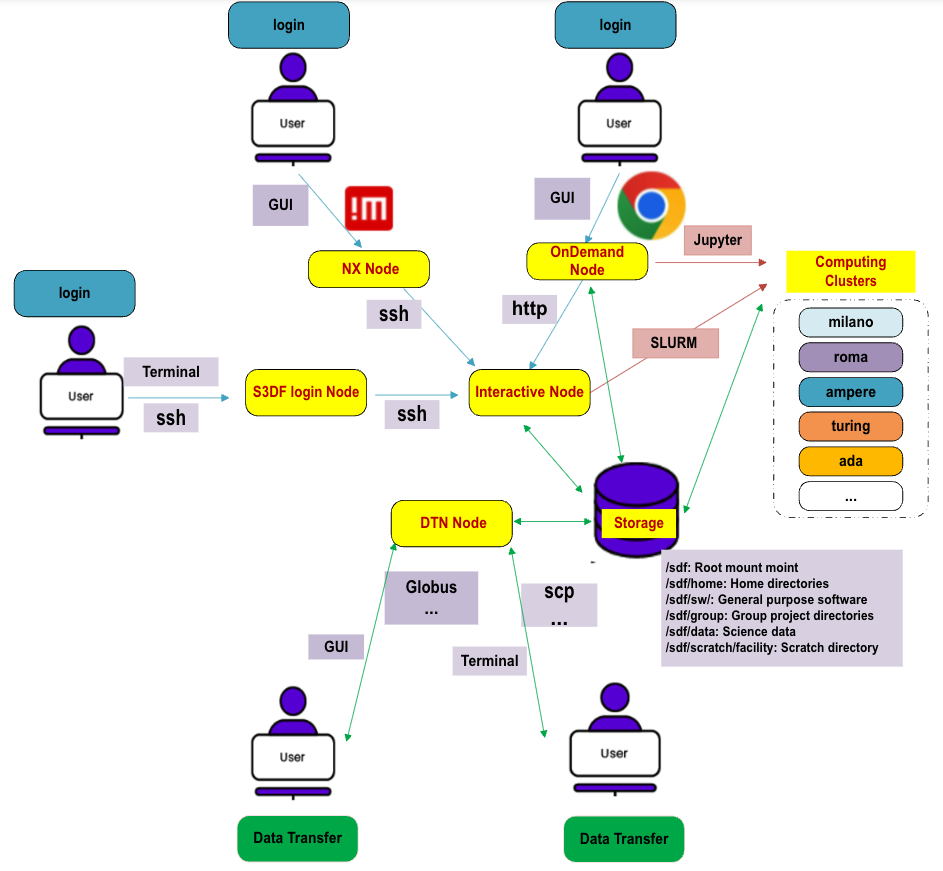 login
login
User
User
GUI
!M
GUI
Jupyter
NX Node
OnDemand
Node
Computing
Clusters
login
ssh
http
milano
SLURM
roma
Terminal
User
ssh
S3DF login Node
ssh
Interactive Node
ampere
turing
ada
...
DTN Node
Storage
/sdf: Root mount moint
/sdf/home: Home directories
/sdf/sw/: General purpose software
/sdf/group: Group project directories
/sdf/data: Science data
/sdf/scratch/facility: Scratch directory
Globus
...
scp
...
GUI
Terminal
User
User
Data Transfer
Data Transfer